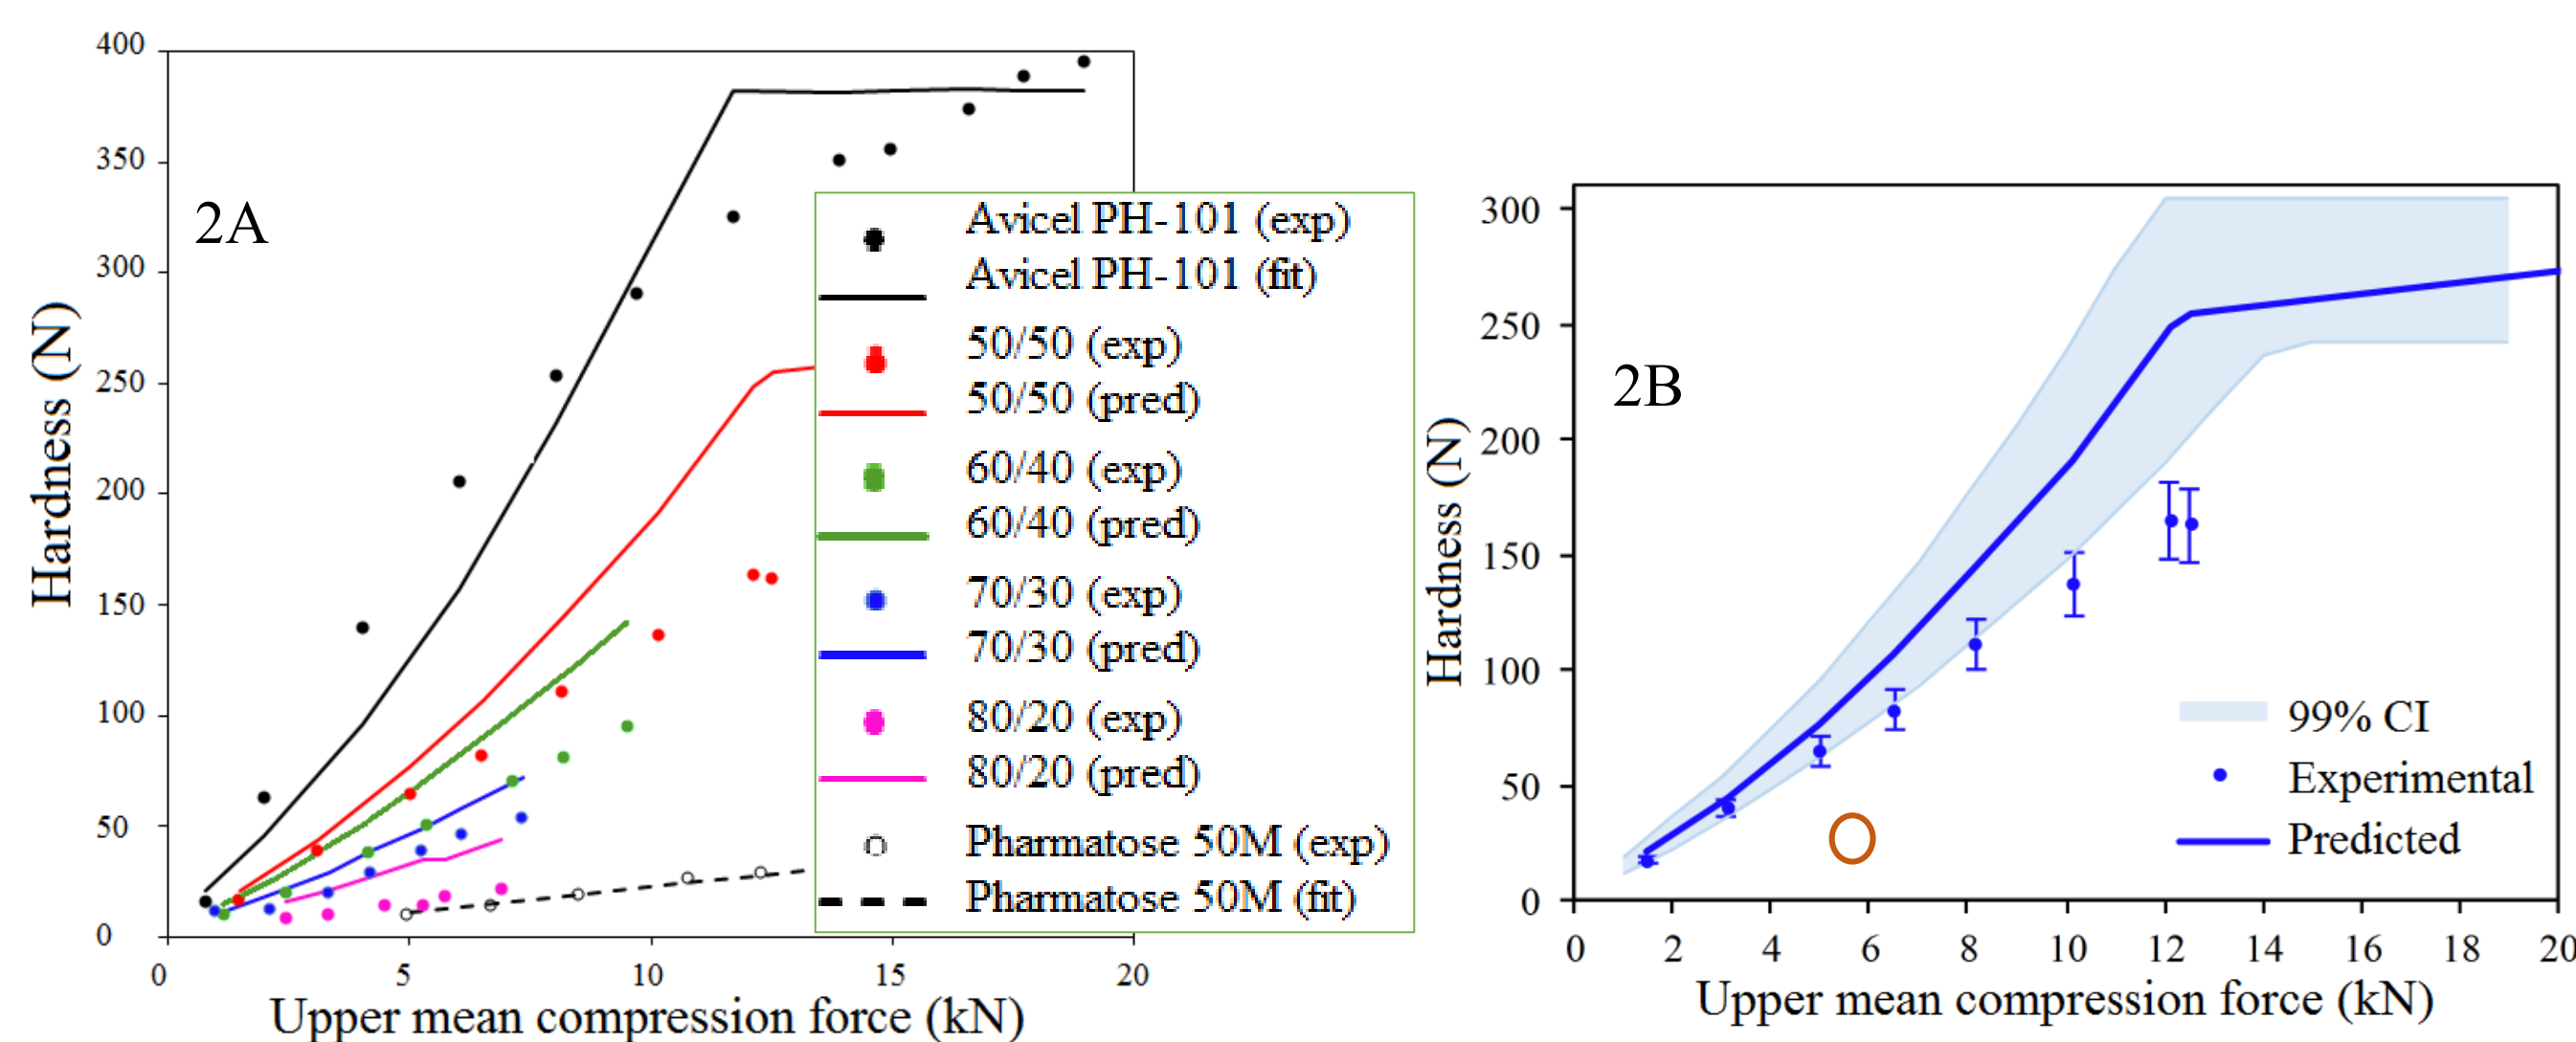 400
350
300
250
200
150
100
50
0
Hardness (N)
2A
0 5 10 15 20
Upper mean compression force (kN)
Avicel PH-101 (exp)
Avicel PH-101 (fit)
50/50 (exp)
50/50 (pred)
60/40 (exp)
60/40 (pred)
70/30 (exp)
70/30 (pred)
80/20 (exp)
80/20 (pred)
Pharmatose 50M (exp)
Pharmatose 50M (fit)
300
250
200
150
100
50
0
Hardness (N)
2B
99% CI
Experimental
Predicted
0 2 4 6 8 10 12 14 16 18 20
Upper mean compression force (kN)